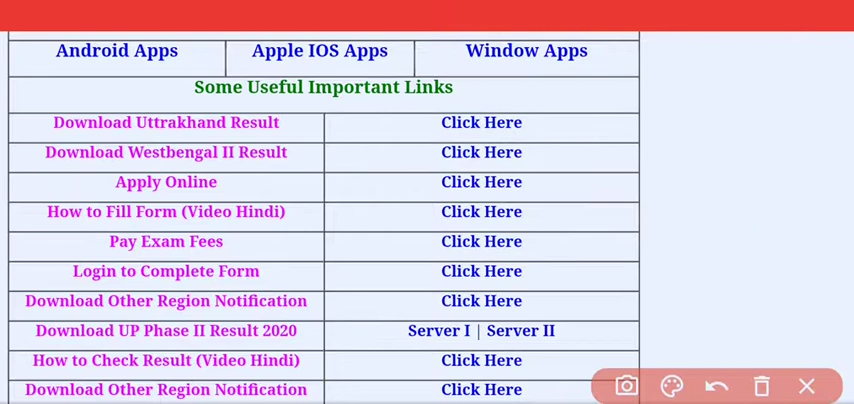 Android Apps Apple IOS Apps Window Apps
Some Useful Important Links
Download Uttrakhand Result Click Here
Download Westbengal II Result Click Here
Apply Online Click Here
How to Fill Form (Video Hindi) Click Here
Pay Exam Fees Click Here
Login to Complete Form Click Here
Download Other Region Notification Click Here
Download UP Phase II Result 2020 Server I | Server II
How to Check Result (Video Hindi) Click Here
Download Other Region Notification Click Here